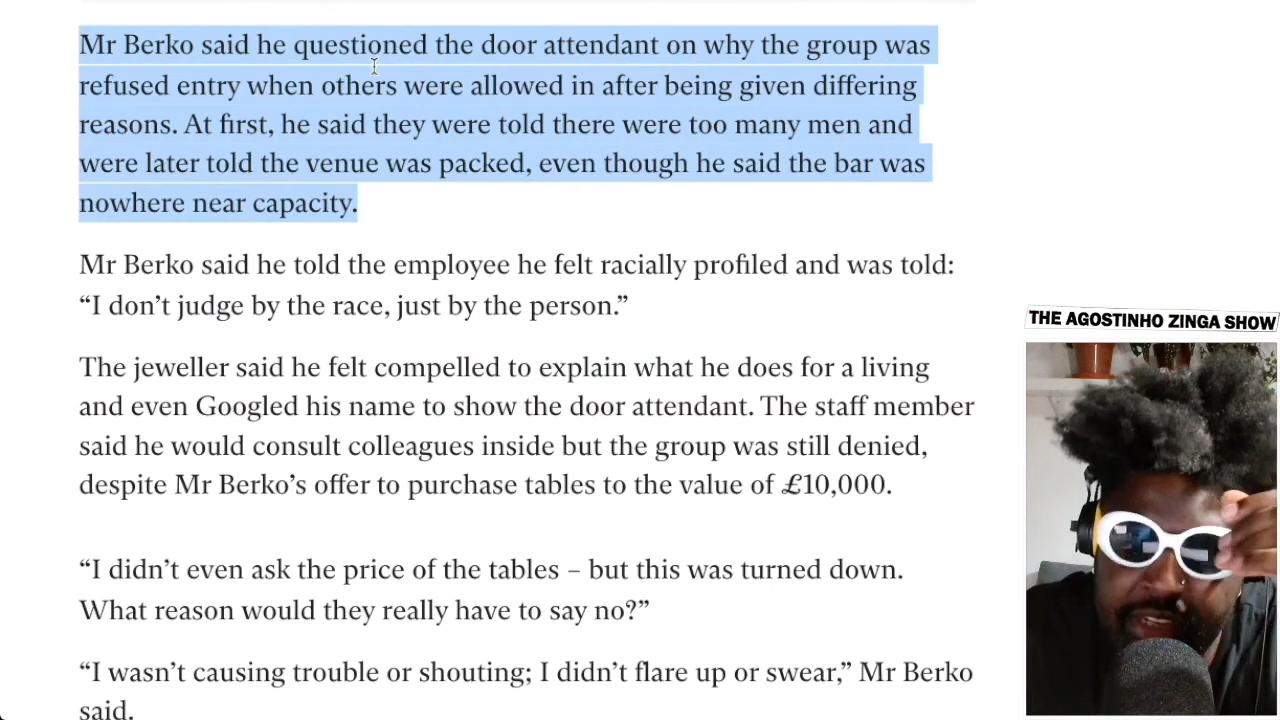 Mr Berko said he questioned the door attendant on why the group was
refused entry when others were allowed in after being given differing
reasons. At first, he said they were told there were too many men and
were later told the venue was packed, even though he said the bar was
nowhere near capacity.
Mr Berko said he told the employee he felt racially profiled and was told:
“I don’t judge by the race, just by the person.”
The jeweller said he felt compelled to explain what he does for a living
and even Googled his name to show the door attendant. The staff member
said he would consult colleagues inside but the group was still denied,
despite Mr Berko’s offer to purchase tables to the value of £10,000.
“I didn’t even ask the price of the tables – but this was turned down.
What reason would they really have to say no?”
“I wasn’t causing trouble or shouting; I didn’t flare up or swear,” Mr Berko
said.
THE AGOSTINHO ZINGA SHOW